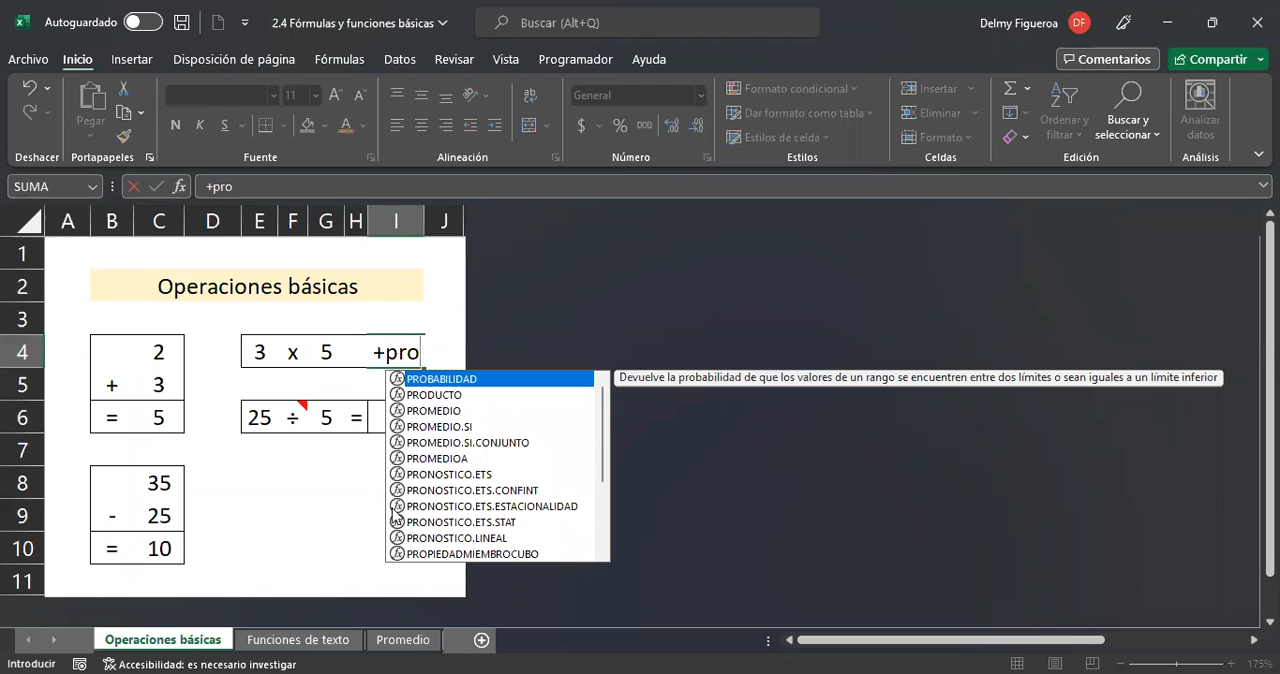 Autoguardado
2.4 Fórmulas y funciones básicas
Buscar (Alt+Q)
Delmy Figueroa
DF
Archivo Inicio Insertar Disposición de página Fórmulas Datos Revisar Vista Programador Ayuda
Comentarios
Compartir
Pegar
11
N K S
General
$ % 000
Formato condicional
Dar formato como tabla
Estilos de celda
Insertar
Eliminar
Formato
Ordenar y filtrar
Buscar y seleccionar
Analizar datos
Deshacer Portapapeles Fuente Alineación Número Estilos Celdas Edición Análisis
SUMA
fx
+pro
A B C D E F G H I J
1
2 Operaciones básicas
3
4 2 3 x 5 +pro
5 + 3
6 = 5 25 ÷ 5 =
7
8 35
9 - 25
10 = 10
11
PROBABILIDAD
Devuelve la probabilidad de que los valores de un rango se encuentren entre dos límites o sean iguales a un límite inferior
PRODUCTO
PROMEDIO
PROMEDIO.SI
PROMEDIO.SI.CONJUNTO
PROMEDIOA
PRONOSTICO.ETS
PRONOSTICO.ETS.CONFINT
PRONOSTICO.ETS.ESTACIONALIDAD
PRONOSTICO.ETS.STAT
PRONOSTICO.LINEAL
PROPIEDADMIEMBROCUBO
Operaciones básicas Funciones de texto Promedio
Introducir
Accesibilidad: es necesario investigar
175%